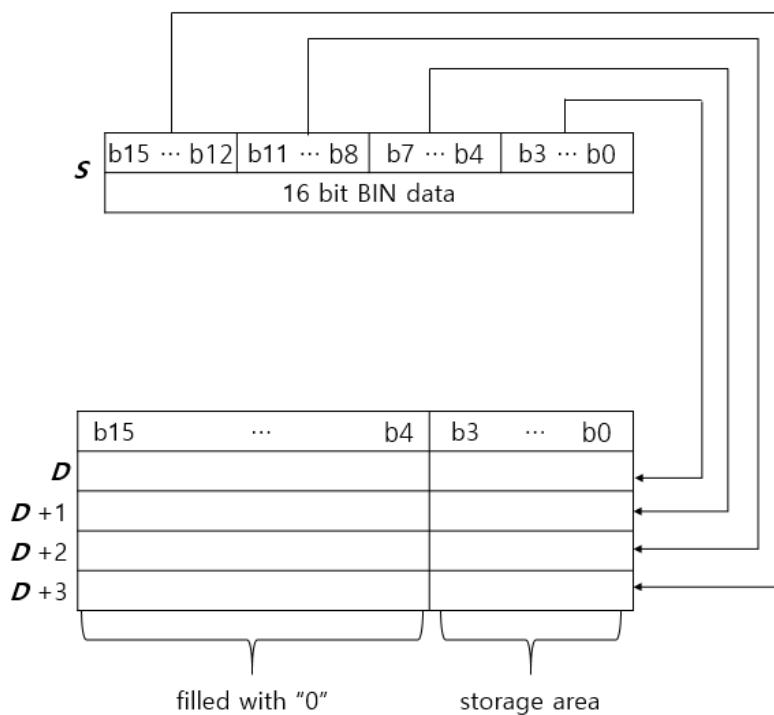 b15 ··· b12 b11 ··· b8 b7 ··· b4 b3 ··· b0
S
16 bit BIN data
b15 ··· b4 b3 ··· b0
D
D +1
D +2
D +3
filled with "0" storage area